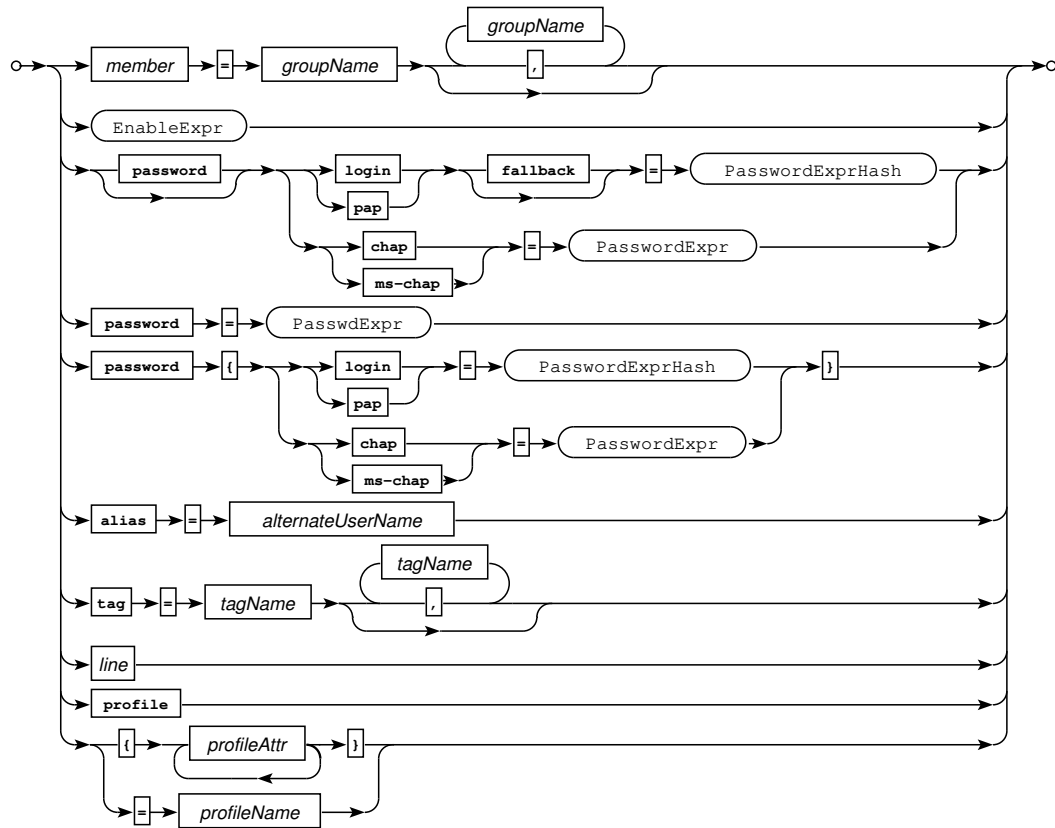 groupName
member = groupName ,
EnableExpr
password login fallback = PasswordExprHash
pap
chap = PasswordExpr
ms-chap
password = PasswdExpr
password { login = PasswordExprHash }
pap
chap = PasswordExpr
ms-chap
alias = alternateUserName
tagName
tag = tagName ,
line
profile
{ profileAttr }
= profileName